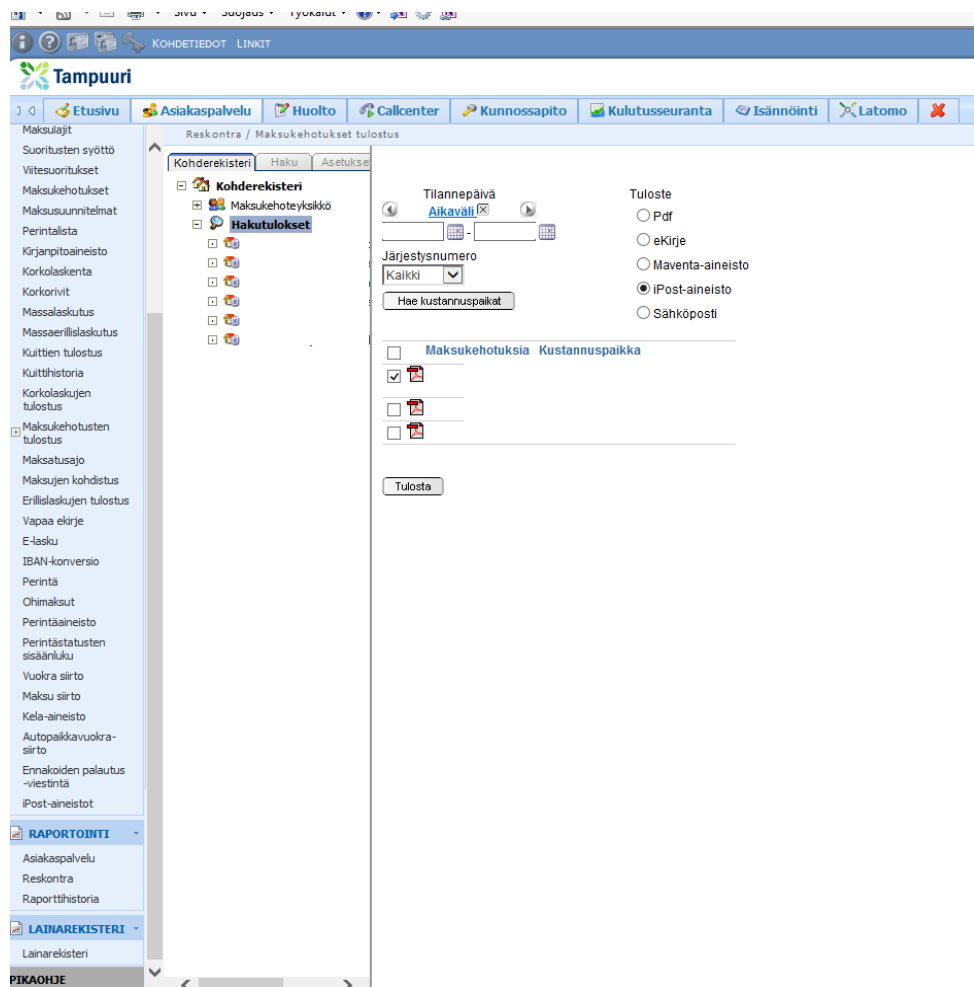 Sivu Suojaus Työkalut
KOHDETIEDOT LINKIT
Tampuuri
Etusivu Asiakaspalvelu Huolto Callcenter Kunnossapito Kulutusseuranta Isännöinti Latomo
Maksulajit
Suoritusten syöttö
Viitesuoritukset
Maksukehotukset
Maksusuunnitelmat
Perintalista
Kirjanpitoaineisto
Korkolaskenta
Korkorivit
Massalaskutus
Massaerillislaskutus
Kuittien tulostus
Kuittihistoria
Korkolaskujen
tulostus
Maksukehotusten
tulostus
Maksatusajo
Maksujen kohdistus
Erillislaskujen tulostus
Vapaa ekirje
E-lasku
IBAN-konversio
Perintä
Ohimaksut
Perintäaineisto
Perintästatusten
sisäänluku
Vuokra siirto
Maksu siirto
Kela-aineisto
Autopaikkavuokra-
siirto
Ennakoiden palautus
-viestintä
iPost-aineistot
RAPORTOINTI
Asiakaspalvelu
Reskontra
Raporttihistoria
LAINAREKISTERI
Lainarekisteri
PIKAOHJE
Reskontra / Maksukehotukset tulostus
Kohderekisteri Haku Asetukse
Kohderekisteri
Maksukehoteyksikkö
Hakutulokset
Tilannepäivä
Aikaväli
-
Järjestysnumero
Kaikki
Hae kustannuspaikat
Tuloste
Pdf
eKirje
Maventa-aineisto
iPost-aineisto
Sähköposti
Maksukehotuksia Kustannuspaikka
Tulosta